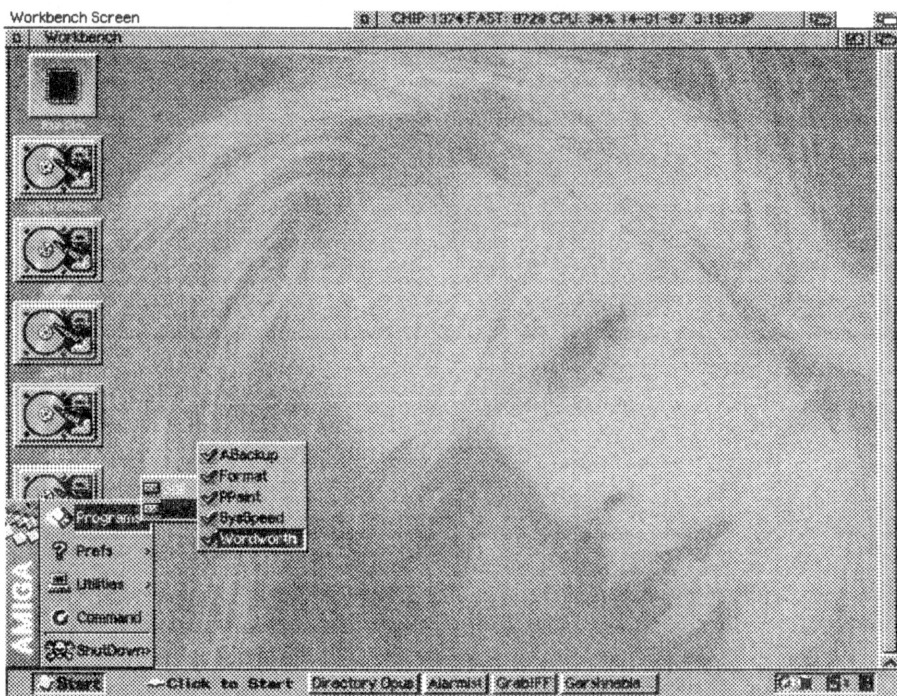 Workbench Screen
CHIP: 1374 FAST: 8728 CPU: 34% 14-01-97 3:19:03P
Workbench
ABackup
Format
PPaint
SysSpeed
Wordworth
Programs
Prefs
Utilities
Command
ShutDown
AMIGA
Start
Click to Start
Directory Opus
Alarmist
GrabIFF